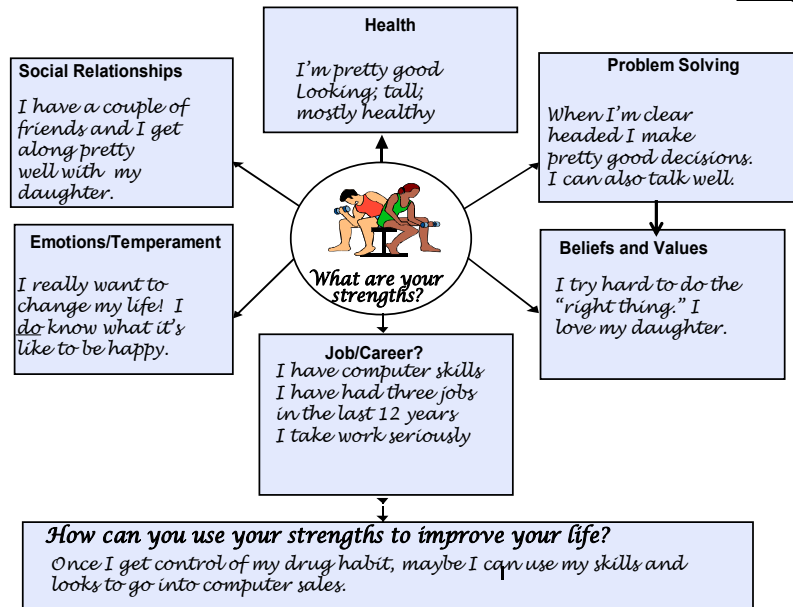 Health
I'm pretty good
Looking; tall;
mostly healthy
Social Relationships
I have a couple of
friends and I get
along pretty
well with my
daughter.
Problem Solving
When I'm clear
headed I make
pretty good decisions.
I can also talk well.
What are your
strengths?
Emotions/Temperament
I really want to
change my life! I
do know what it's
like to be happy.
Beliefs and Values
I try hard to do the
"right thing." I
love my daughter.
Job/Career?
I have computer skills
I have had three jobs
in the last 12 years
I take work seriously
How can you use your strengths to improve your life?
Once I get control of my drug habit, maybe I can use my skills and
looks to go into computer sales.